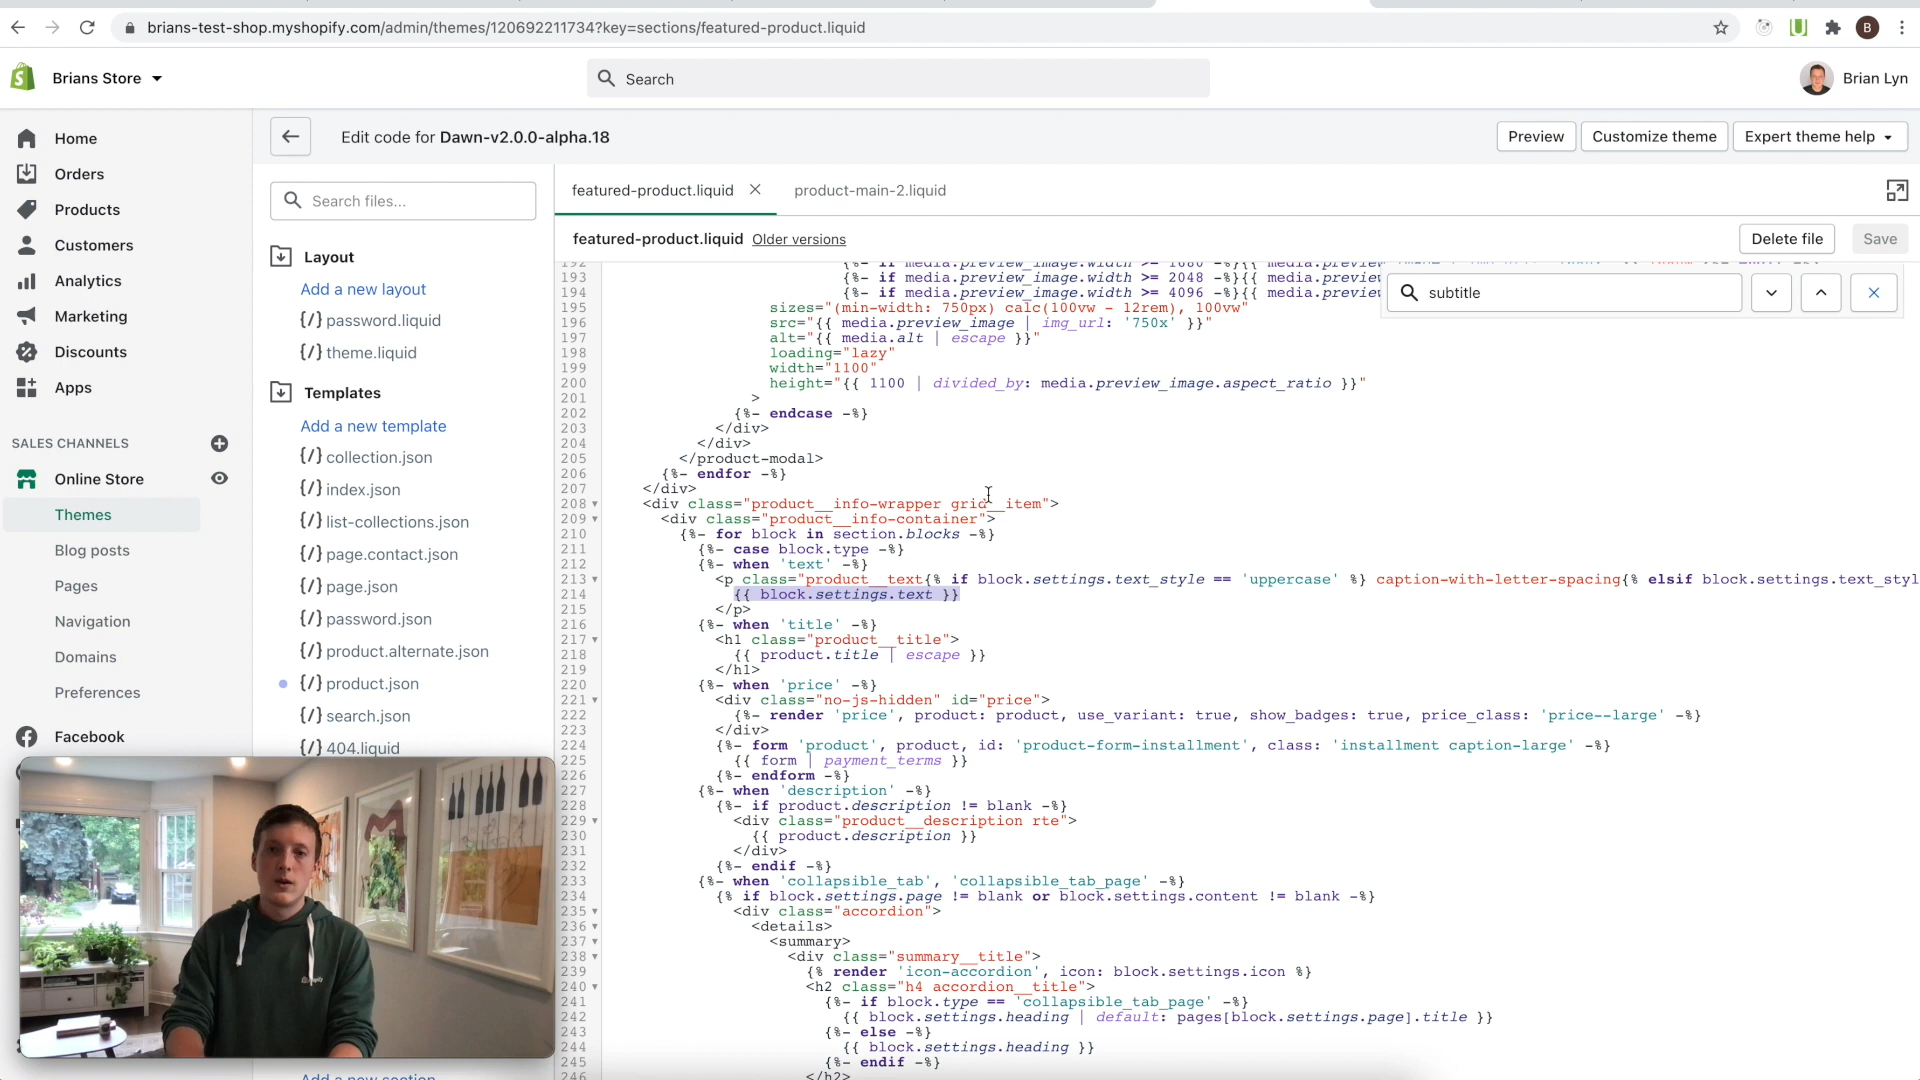 brians-test-shop.myshopify.com/admin/themes/120692211734?key=sections/featured-product.liquid
B
Brians Store
Search
Brian Lyn
Home
Orders
Products
Customers
Analytics
Marketing
Discounts
Apps
SALES CHANNELS
Online Store
Themes
Blog posts
Pages
Navigation
Domains
Preferences
Facebook
Edit code for Dawn-v2.0.0-alpha.18
Preview
Customize theme
Expert theme help
Search files...
Layout
Add a new layout
{/} password.liquid
{/} theme.liquid
Templates
Add a new template
{/} collection.json
{/} index.json
{/} list-collections.json
{/} page.contact.json
{/} page.json
{/} password.json
{/} product.alternate.json
{/} product.json
{/} search.json
{/} 404.liquid
Add a new section
featured-product.liquid
product-main-2.liquid
featured-product.liquid Older versions
Delete file
Save
subtitle
192 {%- if media.preview_image.width >= 1680 -%}{{ media.preview
193 {%- if media.preview_image.width >= 2048 -%}{{ media.preview
194 {%- if media.preview_image.width >= 4096 -%}{{ media.preview
195 sizes="(min-width: 750px) calc(100vw - 12rem), 100vw"
196 src="{{ media.preview_image | img_url: '750x' }}"
197 alt="{{ media.alt | escape }}"
198 loading="lazy"
199 width="1100"
200 height="{{ 1100 | divided_by: media.preview_image.aspect_ratio }}"
201 >
202 {%- endcase -%}
203 </div>
204 </div>
205 </product-modal>
206 {%- endfor -%}
207 </div>
208 <div class="product__info-wrapper grid__item">
209 <div class="product__info-container">
210 {%- for block in section.blocks -%}
211 {%- case block.type -%}
212 {%- when 'text' -%}
213 <p class="product__text{% if block.settings.text_style == 'uppercase' %} caption-with-letter-spacing{% elsif block.settings.text_styl
214 {{ block.settings.text }}
215 </p>
216 {%- when 'title' -%}
217 <h1 class="product__title">
218 {{ product.title | escape }}
219 </h1>
220 {%- when 'price' -%}
221 <div class="no-js-hidden" id="price">
222 {%- render 'price', product: product, use_variant: true, show_badges: true, price_class: 'price--large' -%}
223 </div>
224 {%- form 'product', product, id: 'product-form-installment', class: 'installment caption-large' -%}
225 {{ form | payment_terms }}
226 {%- endform -%}
227 {%- when 'description' -%}
228 {%- if product.description != blank -%}
229 <div class="product__description rte">
230 {{ product.description }}
231 </div>
232 {%- endif -%}
233 {%- when 'collapsible_tab', 'collapsible_tab_page' -%}
234 {% if block.settings.page != blank or block.settings.content != blank -%}
235 <div class="accordion">
236 <details>
237 <summary>
238 <div class="summary__title">
239 {% render 'icon-accordion', icon: block.settings.icon %}
240 <h2 class="h4 accordion__title">
241 {%- if block.type == 'collapsible_tab_page' -%}
242 {{ block.settings.heading | default: pages[block.settings.page].title }}
243 {%- else -%}
244 {{ block.settings.heading }}
245 {%- endif -%}
246 </h2>